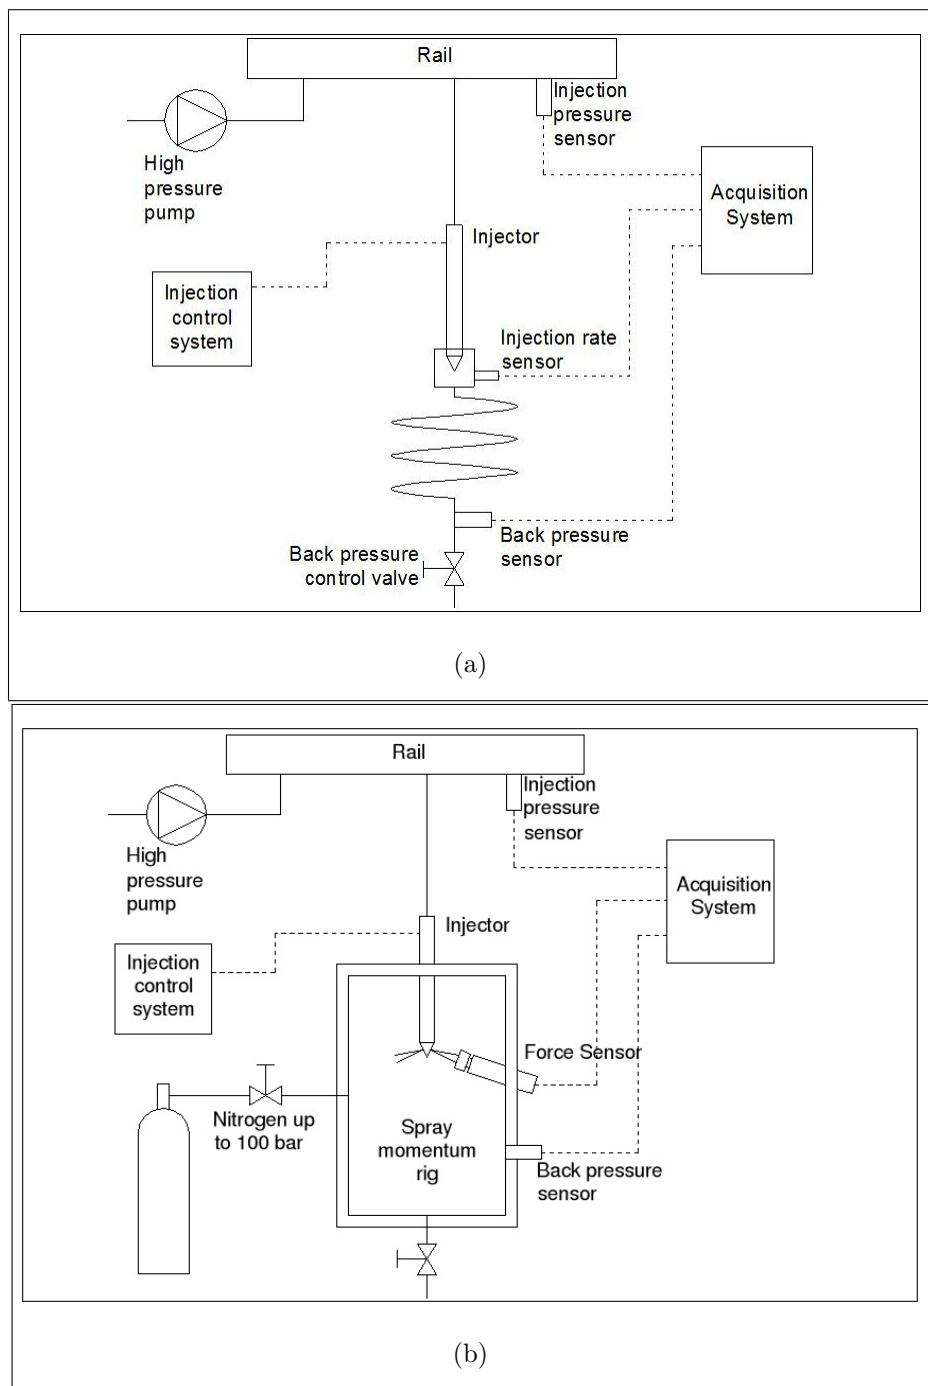 Rail
Injection
pressure
sensor
High
pressure
pump
Acquisition
System
Injector
Injection
control
system
Injection rate
sensor
Back pressure
sensor
Back pressure
control valve
(a)
Rail
Injection
pressure
sensor
High
pressure
pump
Acquisition
System
Injector
Injection
control
system
Force Sensor
Nitrogen up
to 100 bar
Spray
momentum
rig
Back pressure
sensor
(b)